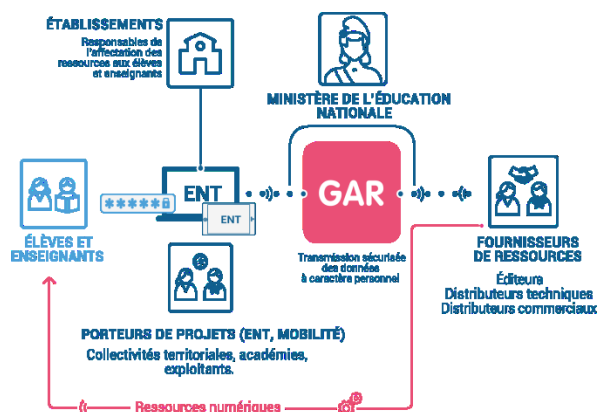 ÉTABLISSEMENTS
Responsables de
l'affectation des
ressources aux élèves
et enseignants
MINISTÈRE DE L'ÉDUCATION
NATIONALE
*****
ENT
ENT
GAR
ÉLÈVES ET
ENSEIGNANTS
Transmission sécurisée
des données
à caractère personnel
FOURNISSEURS
DE RESSOURCES
Éditeurs
Distributeurs techniques
Distributeurs commerciaux
PORTEURS DE PROJETS (ENT, MOBILITÉ)
Collectivités territoriales, académies,
exploitants.
Ressources numériques